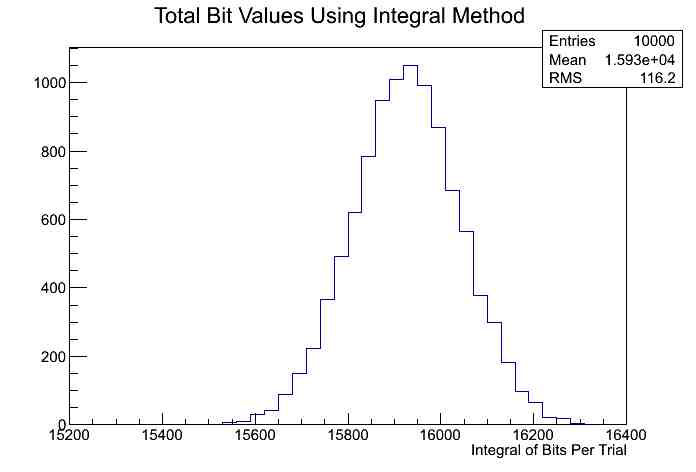 Total Bit Values Using Integral Method
Entries 10000
Mean 1.593e+04
RMS 116.2
1000
800
600
400
200
0
15200 15400 15600 15800 16000 16200 16400
Integral of Bits Per Trial